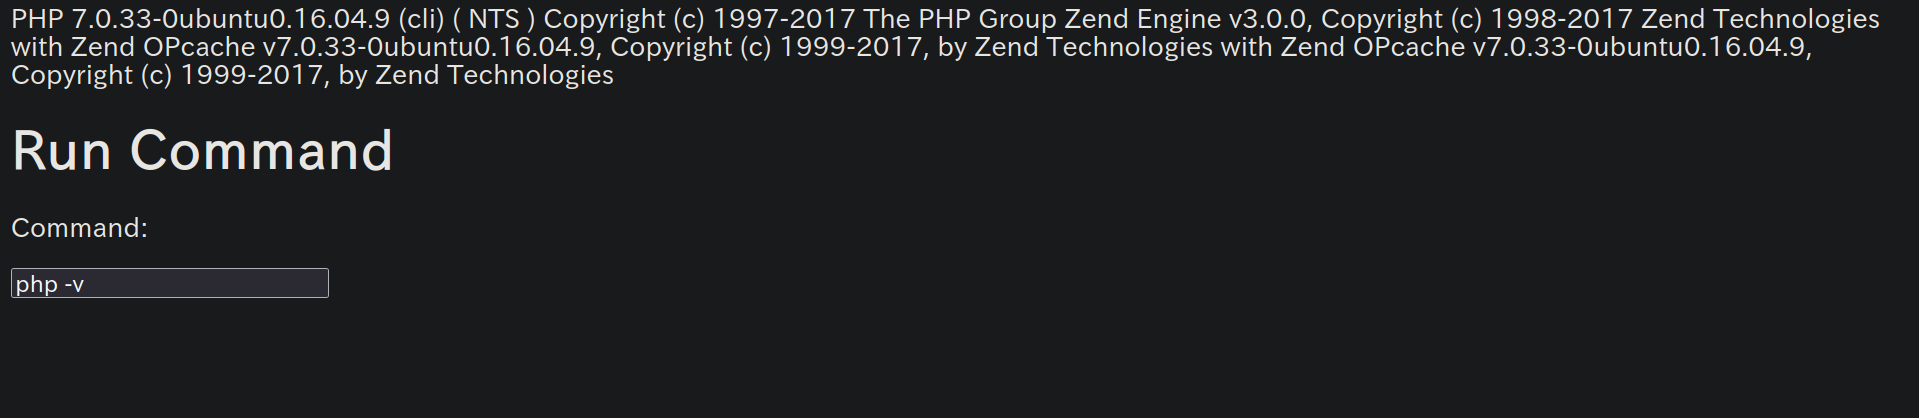 PHP 7.0.33-0ubuntu0.16.04.9 (cli) ( NTS ) Copyright (c) 1997-2017 The PHP Group Zend Engine v3.0.0, Copyright (c) 1998-2017 Zend Technologies
with Zend OPcache v7.0.33-0ubuntu0.16.04.9, Copyright (c) 1999-2017, by Zend Technologies with Zend OPcache v7.0.33-0ubuntu0.16.04.9,
Copyright (c) 1999-2017, by Zend Technologies
Run Command
Command:
php -v